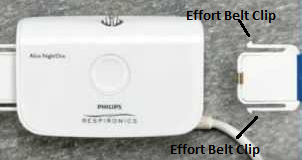 Effort Belt Clip
Alice NightOne
PHILIPS
RESPIRONICS
Effort Belt Clip